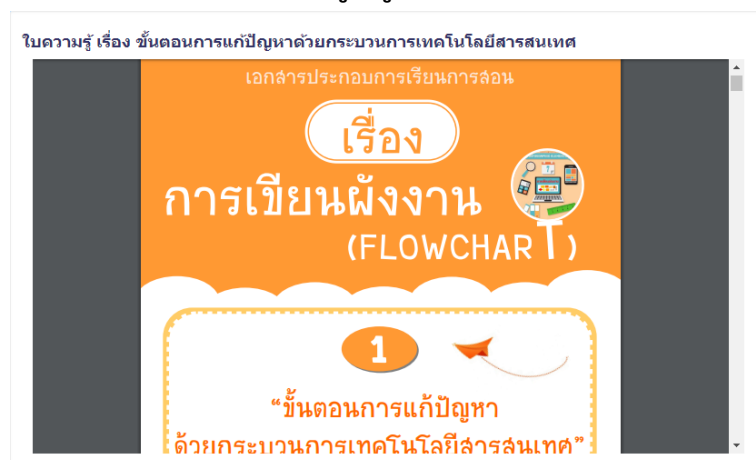 ใบความรู้ เรื่อง ขั้นตอนการแก้ปัญหาด้วยกระบวนการเทคโนโลยีสารสนเทศ
เอกสารประกอบการเรียนการสอน
เรื่อง
การเขียนผังงาน
(FLOWCHART)
1
“ขั้นตอนการแก้ปัญหา
ด้วยกระบวนการเทคโนโลยีสารสนเทศ”